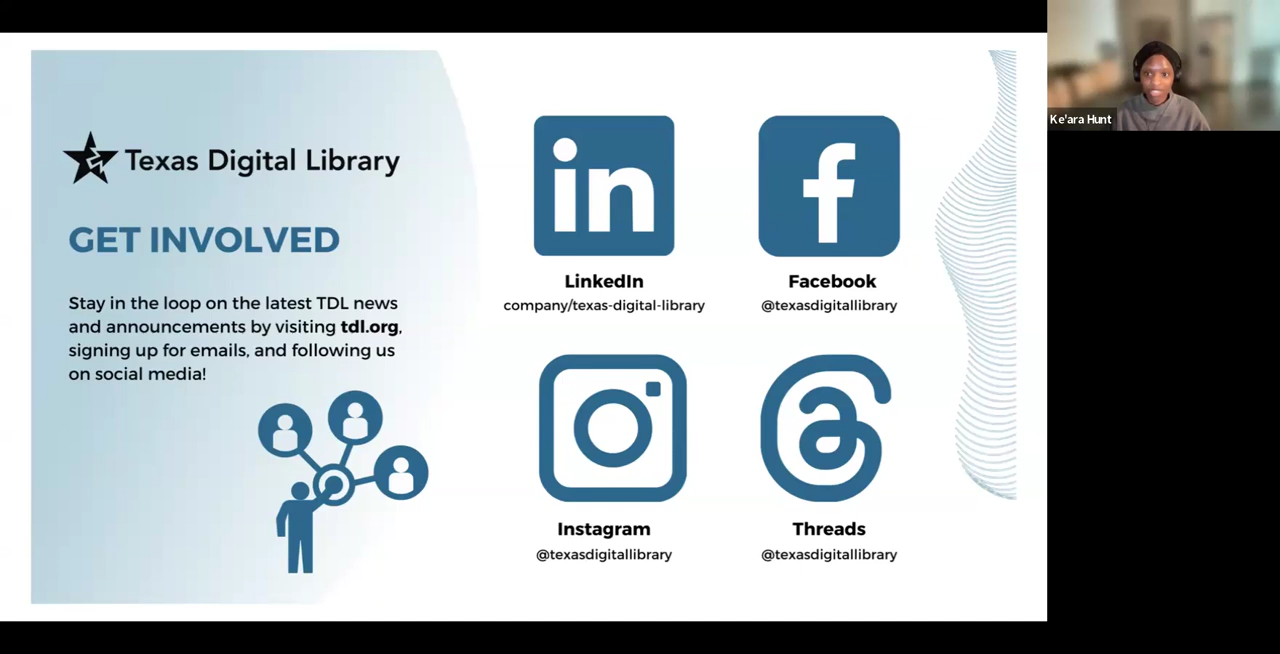 Texas Digital Library
GET INVOLVED
Stay in the loop on the latest TDL news
and announcements by visiting tdl.org,
signing up for emails, and following us
on social media!
in
LinkedIn
company/texas-digital-library
f
Facebook
@texasdigitallibrary
Instagram
@texasdigitallibrary
Threads
@texasdigitallibrary
Ke'ara Hunt